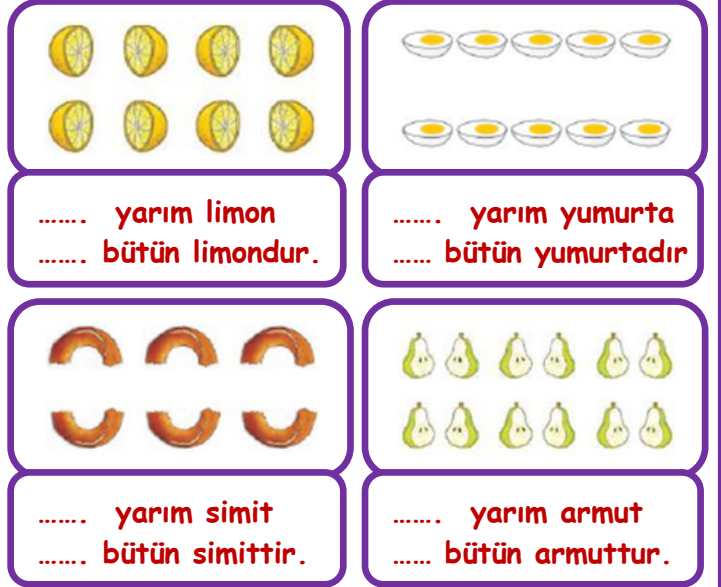 ……. yarım limon
……. bütün limondur.
……. yarım yumurta
…… bütün yumurtadır
……. yarım simit
……. bütün simittir.
……. yarım armut
…… bütün armuttur.